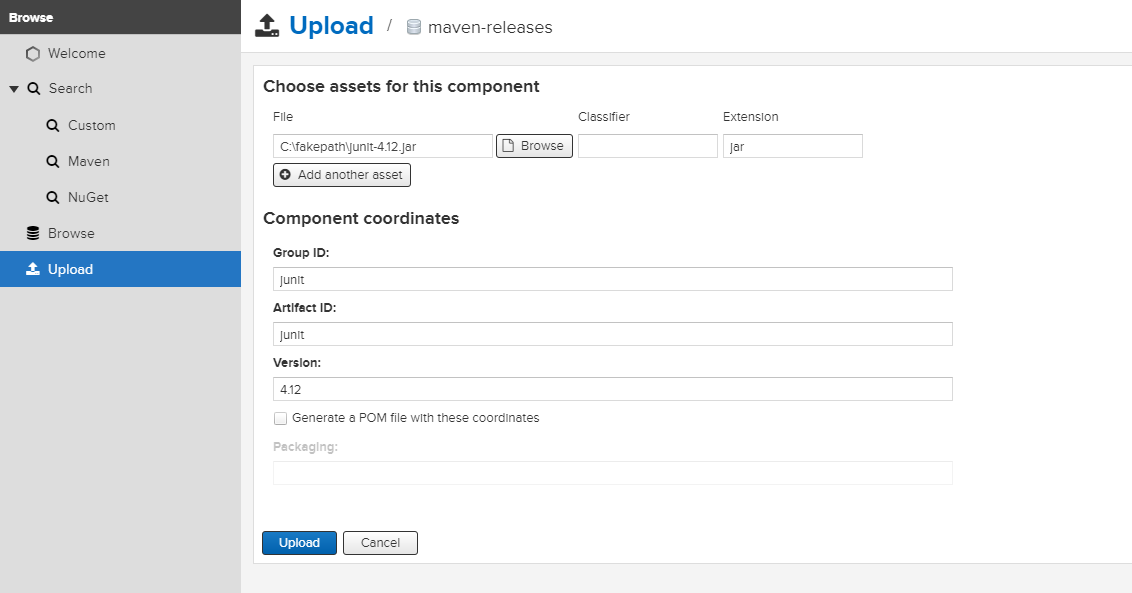 Browse
Welcome
Search
Custom
Maven
NuGet
Browse
Upload
Upload / maven-releases
Choose assets for this component
File Classifier Extension
C:\fakepath\junit-4.12.jar Browse jar
Add another asset
Component coordinates
Group ID:
junit
Artifact ID:
junit
Version:
4.12
Generate a POM file with these coordinates
Packaging:
Upload Cancel